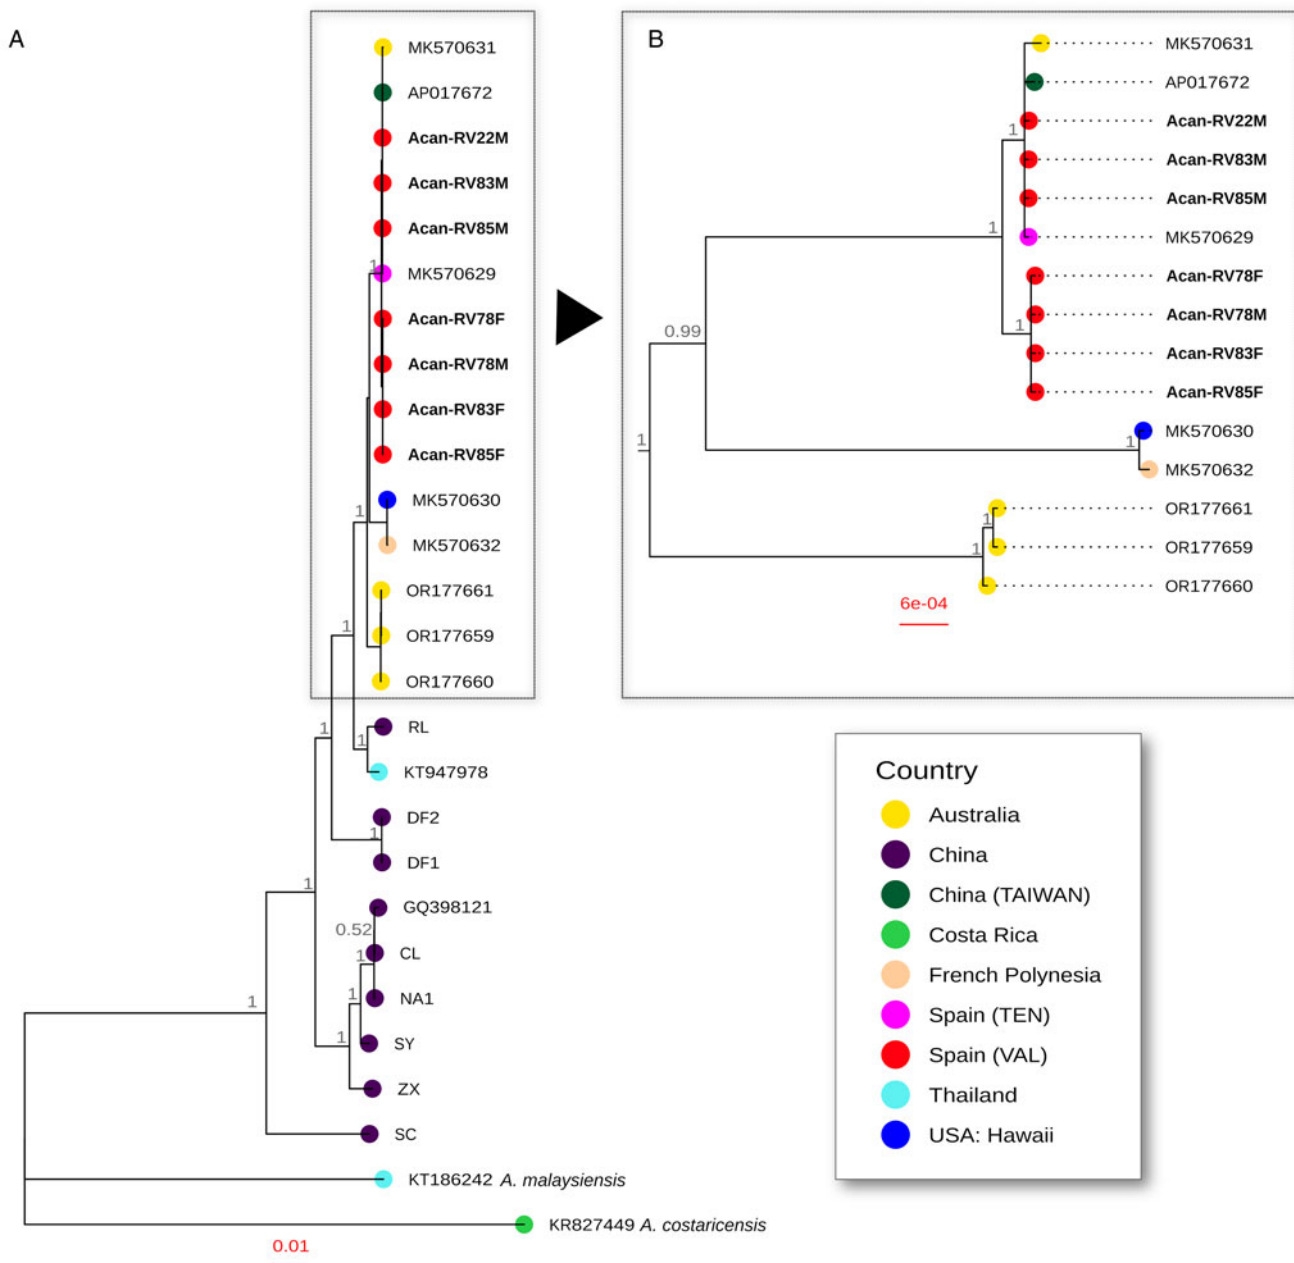 A
MK570631
AP017672
Acan-RV22M
Acan-RV83M
Acan-RV85M
1
MK570629
Acan-RV78F
Acan-RV78M
Acan-RV83F
Acan-RV85F
MK570630
1
MK570632
OR177661
1
OR177659
OR177660
RL
1
1
KT947978
DF2
1
DF1
1
GQ398121
0.52
CL
1
NA1
1
1
SY
1
ZX
SC
KT186242 A. malaysiensis
KR827449 A. costaricensis
0.01
B
MK570631
AP017672
Acan-RV22M
1
Acan-RV83M
Acan-RV85M
1
MK570629
Acan-RV78F
Acan-RV78M
1
0.99
Acan-RV83F
Acan-RV85F
MK570630
1
1
MK570632
OR177661
1
OR177659
1
OR177660
6e-04
Country
Australia
China
China (TAIWAN)
Costa Rica
French Polynesia
Spain (TEN)
Spain (VAL)
Thailand
USA: Hawaii